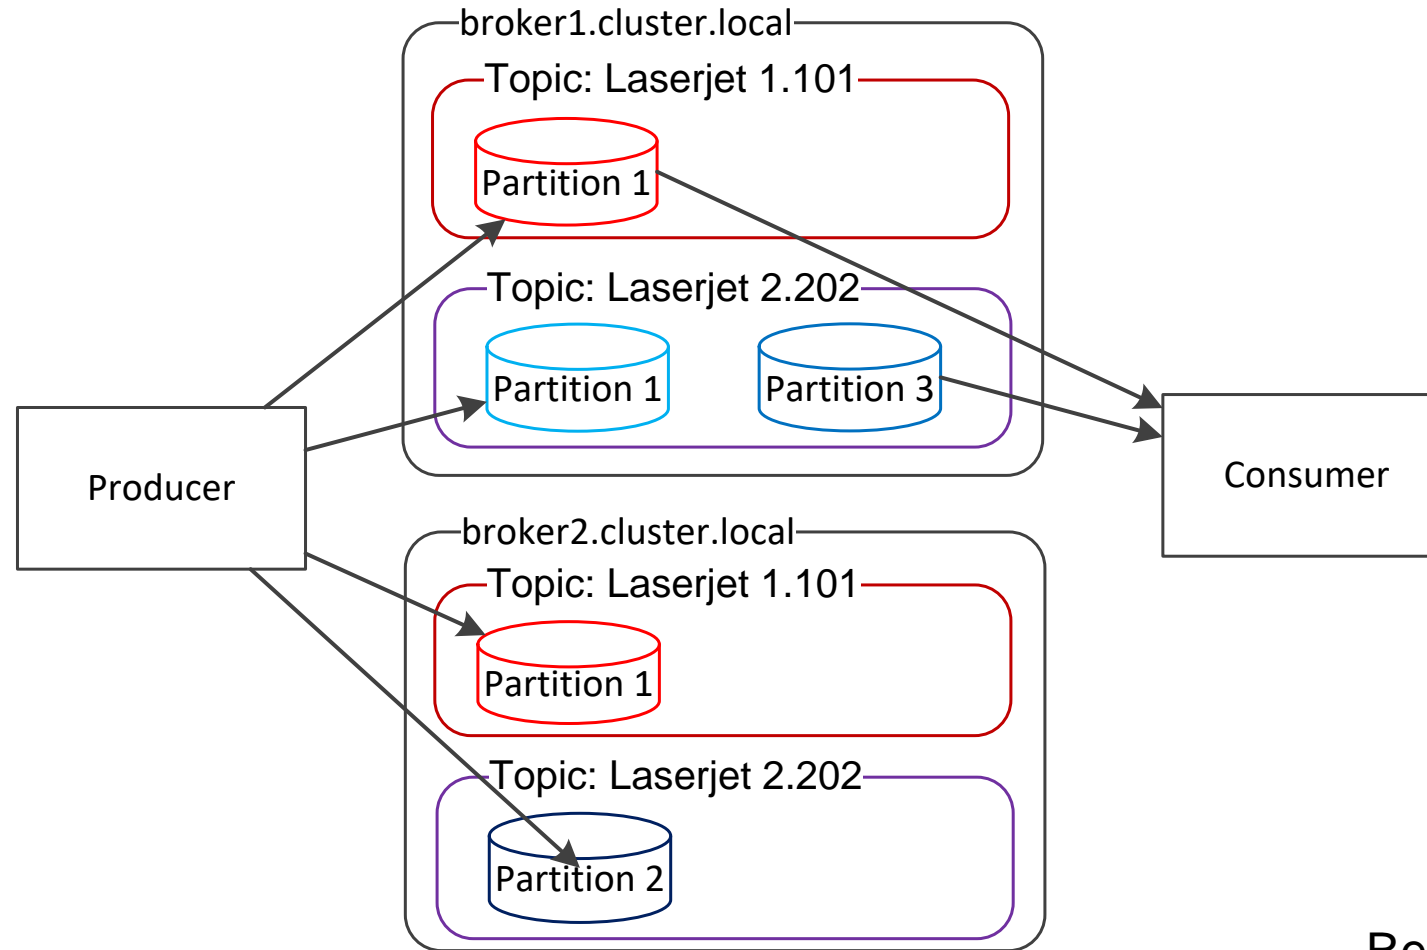 broker1.cluster.local
Topic: Laserjet 1.101
Partition 1
Topic: Laserjet 2.202
Partition 1
Partition 3
Producer
Consumer
broker2.cluster.local
Topic: Laserjet 1.101
Partition 1
Topic: Laserjet 2.202
Partition 2